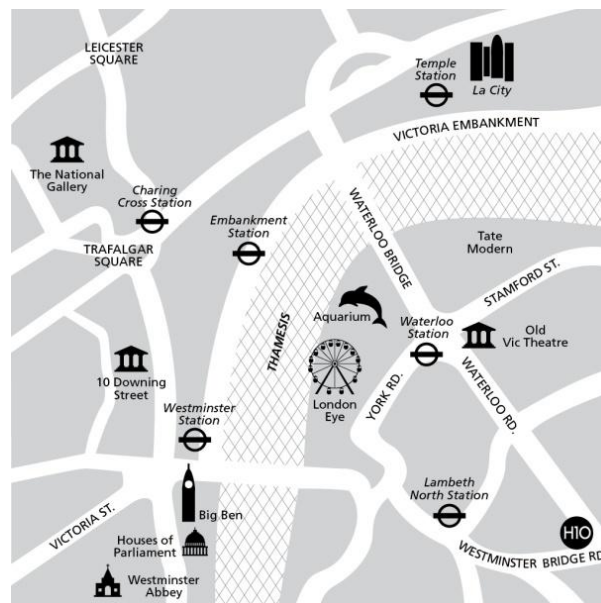 LEICESTER
SQUARE
Temple
Station
La City
VICTORIA EMBANKMENT
The National
Gallery
Charing
Cross Station
Embankment
Station
TRAFALGAR
SQUARE
WATERLOO BRIDGE
Tate
Modern
STAMFORD ST.
THAMESIS
Aquarium
Waterloo
Station
Old
Vic Theatre
10 Downing
Street
London
Eye
YORK RD.
WATERLOO RD.
Westminster
Station
Lambeth
North Station
VICTORIA ST.
Big Ben
Houses of
Parliament
H10
WESTMINSTER BRIDGE RD
Westminster
Abbey